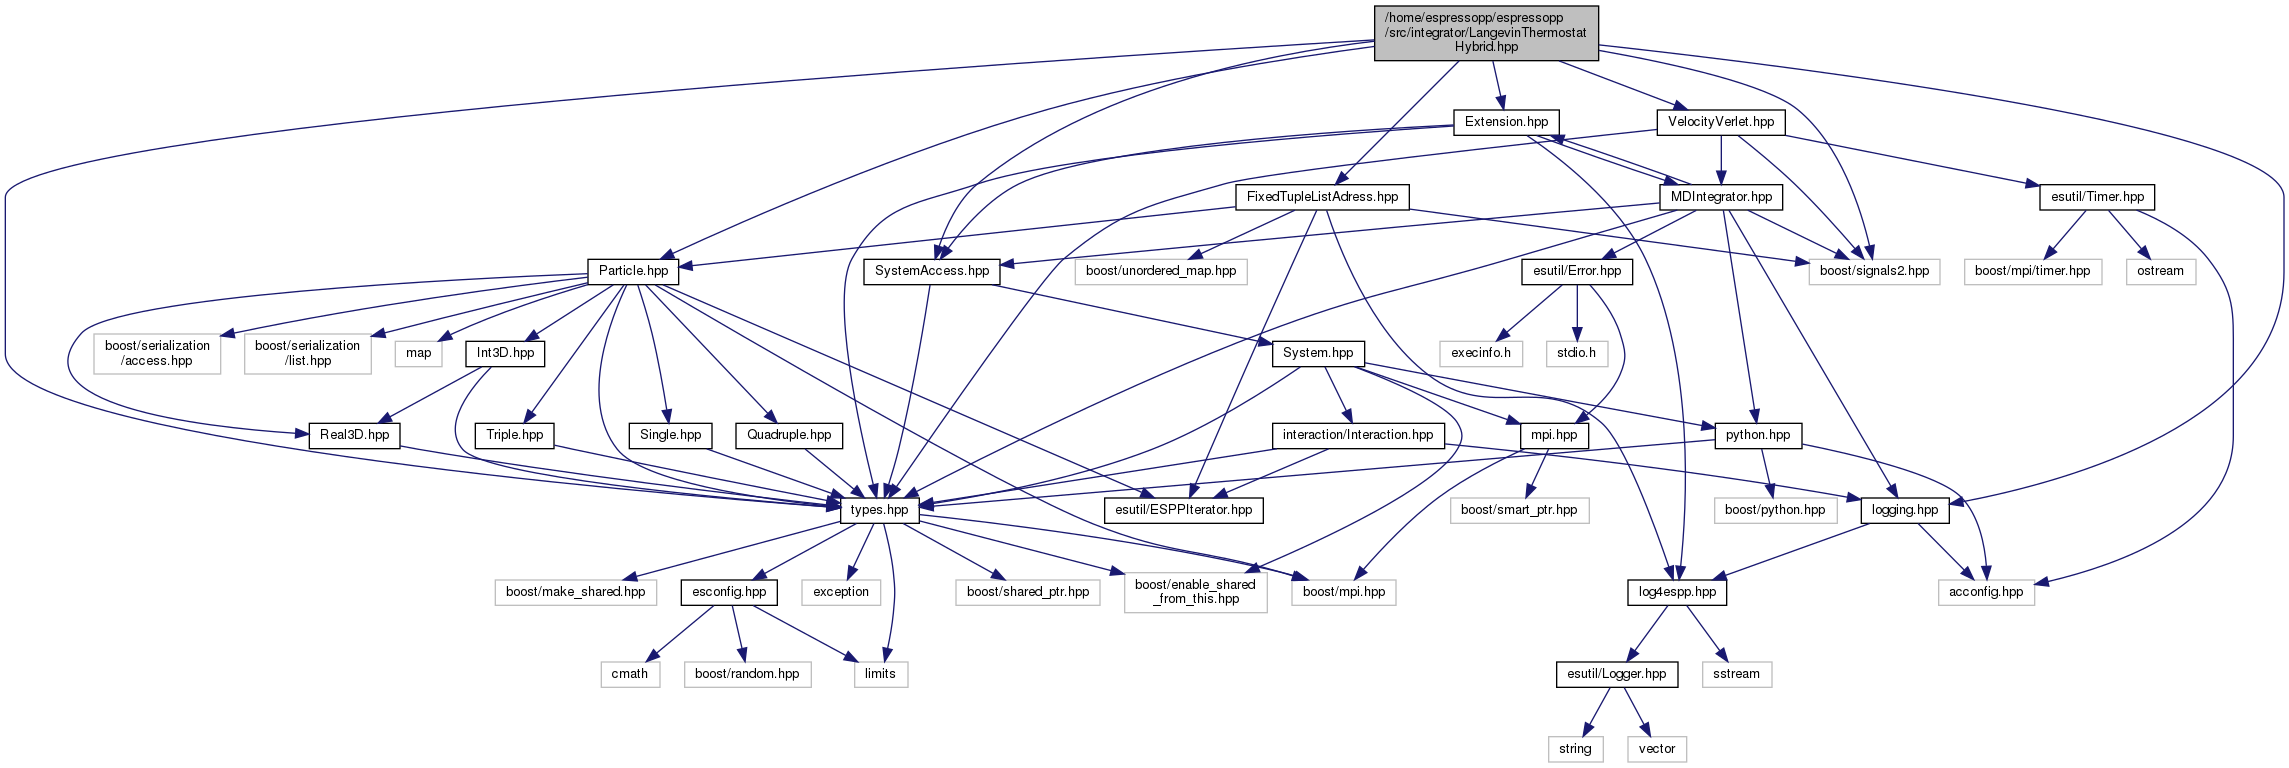 /home/espressopp/espressopp
/src/integrator/LangevinThermostat
Hybrid.hpp
Extension.hpp
VelocityVerlet.hpp
FixedTupleListAdress.hpp
MDIntegrator.hpp
esutil/Timer.hpp
Particle.hpp
SystemAccess.hpp
boost/unordered_map.hpp
esutil/Error.hpp
boost/signals2.hpp
boost/mpi/timer.hpp
ostream
boost/serialization
/access.hpp
boost/serialization
/list.hpp
map
Int3D.hpp
System.hpp
execinfo.h
stdio.h
Real3D.hpp
Triple.hpp
Single.hpp
Quadruple.hpp
interaction/Interaction.hpp
mpi.hpp
python.hpp
types.hpp
esutil/ESPPIterator.hpp
boost/smart_ptr.hpp
boost/python.hpp
logging.hpp
boost/make_shared.hpp
esconfig.hpp
exception
boost/shared_ptr.hpp
boost/enable_shared
_from_this.hpp
boost/mpi.hpp
log4espp.hpp
acconfig.hpp
cmath
boost/random.hpp
limits
esutil/Logger.hpp
sstream
string
vector